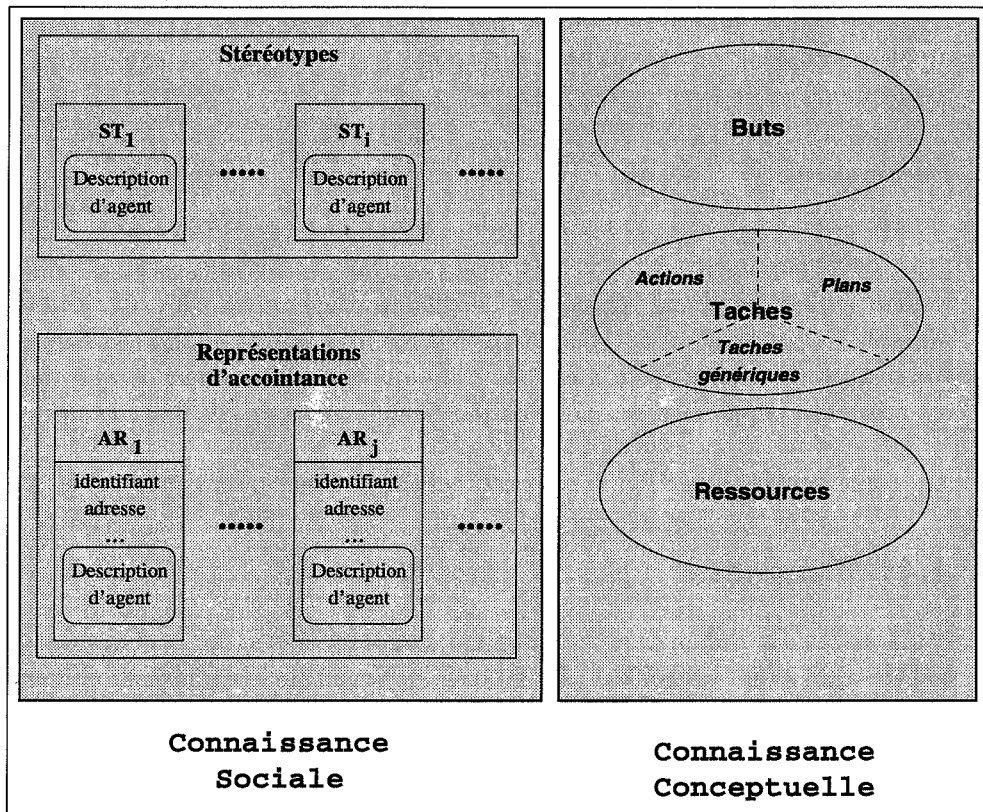 Stéréotypes
ST1
Description
d'agent
.....
STi
Description
d'agent
.....
Représentations
d'accointance
AR1
identifiant
adresse
...
Description
d'agent
.....
ARj
identifiant
adresse
...
Description
d'agent
.....
Connaissance
Sociale
Buts
Actions
Plans
Taches
Taches
génériques
Ressources
Connaissance
Conceptuelle